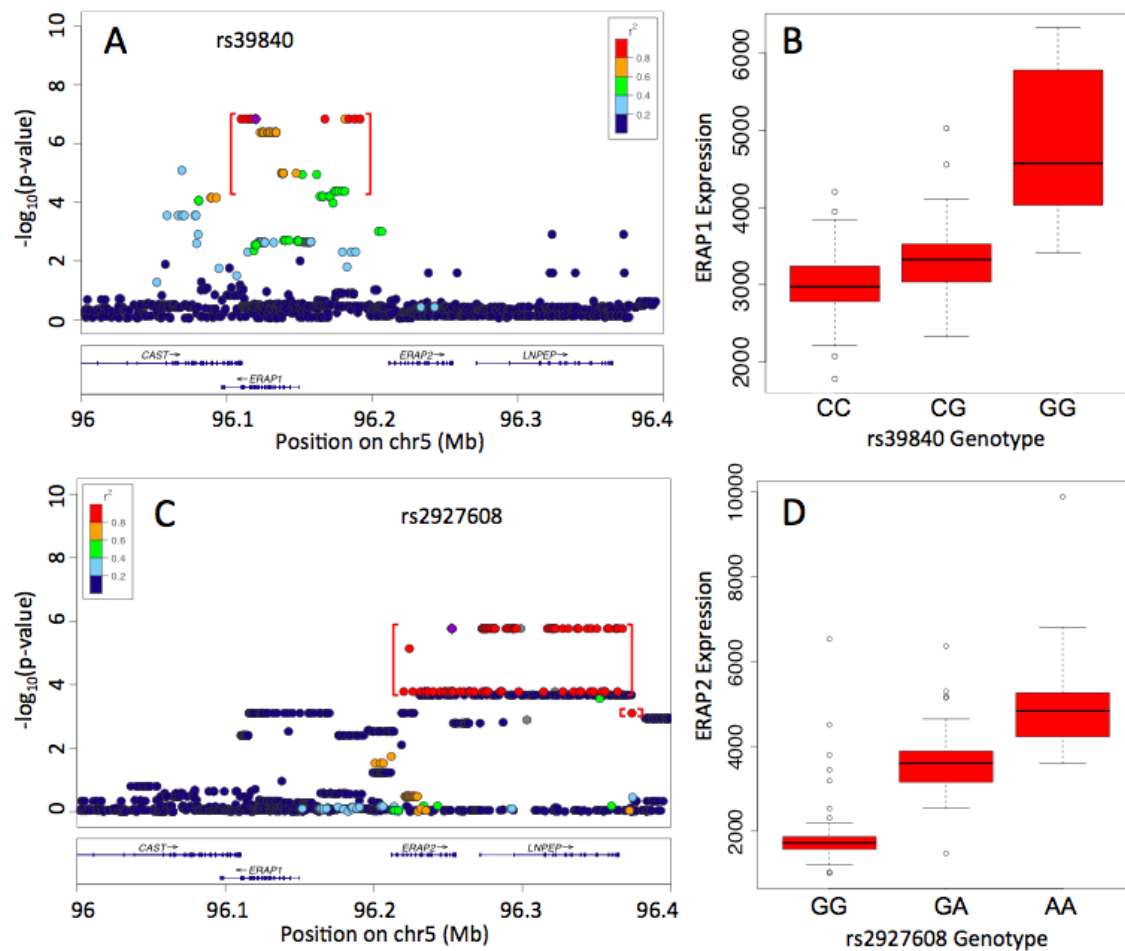 A
rs39840
r²
0.8
0.6
0.4
0.2
-log₁₀(p-value)
10
8
6
4
2
0
CAST→
←ERAP1
ERAP2→
LNPEP→
96 96.1 96.2 96.3 96.4
Position on chr5 (Mb)
B
ERAP1 Expression
6000
5000
4000
3000
2000
CC CG GG
rs39840 Genotype
C
rs2927608
r²
0.8
0.6
0.4
0.2
-log₁₀(p-value)
10
8
6
4
2
0
CAST→
←ERAP1
ERAP2→
LNPEP→
96 96.1 96.2 96.3 96.4
Position on chr5 (Mb)
D
ERAP2 Expression
10000
8000
6000
4000
2000
GG GA AA
rs2927608 Genotype